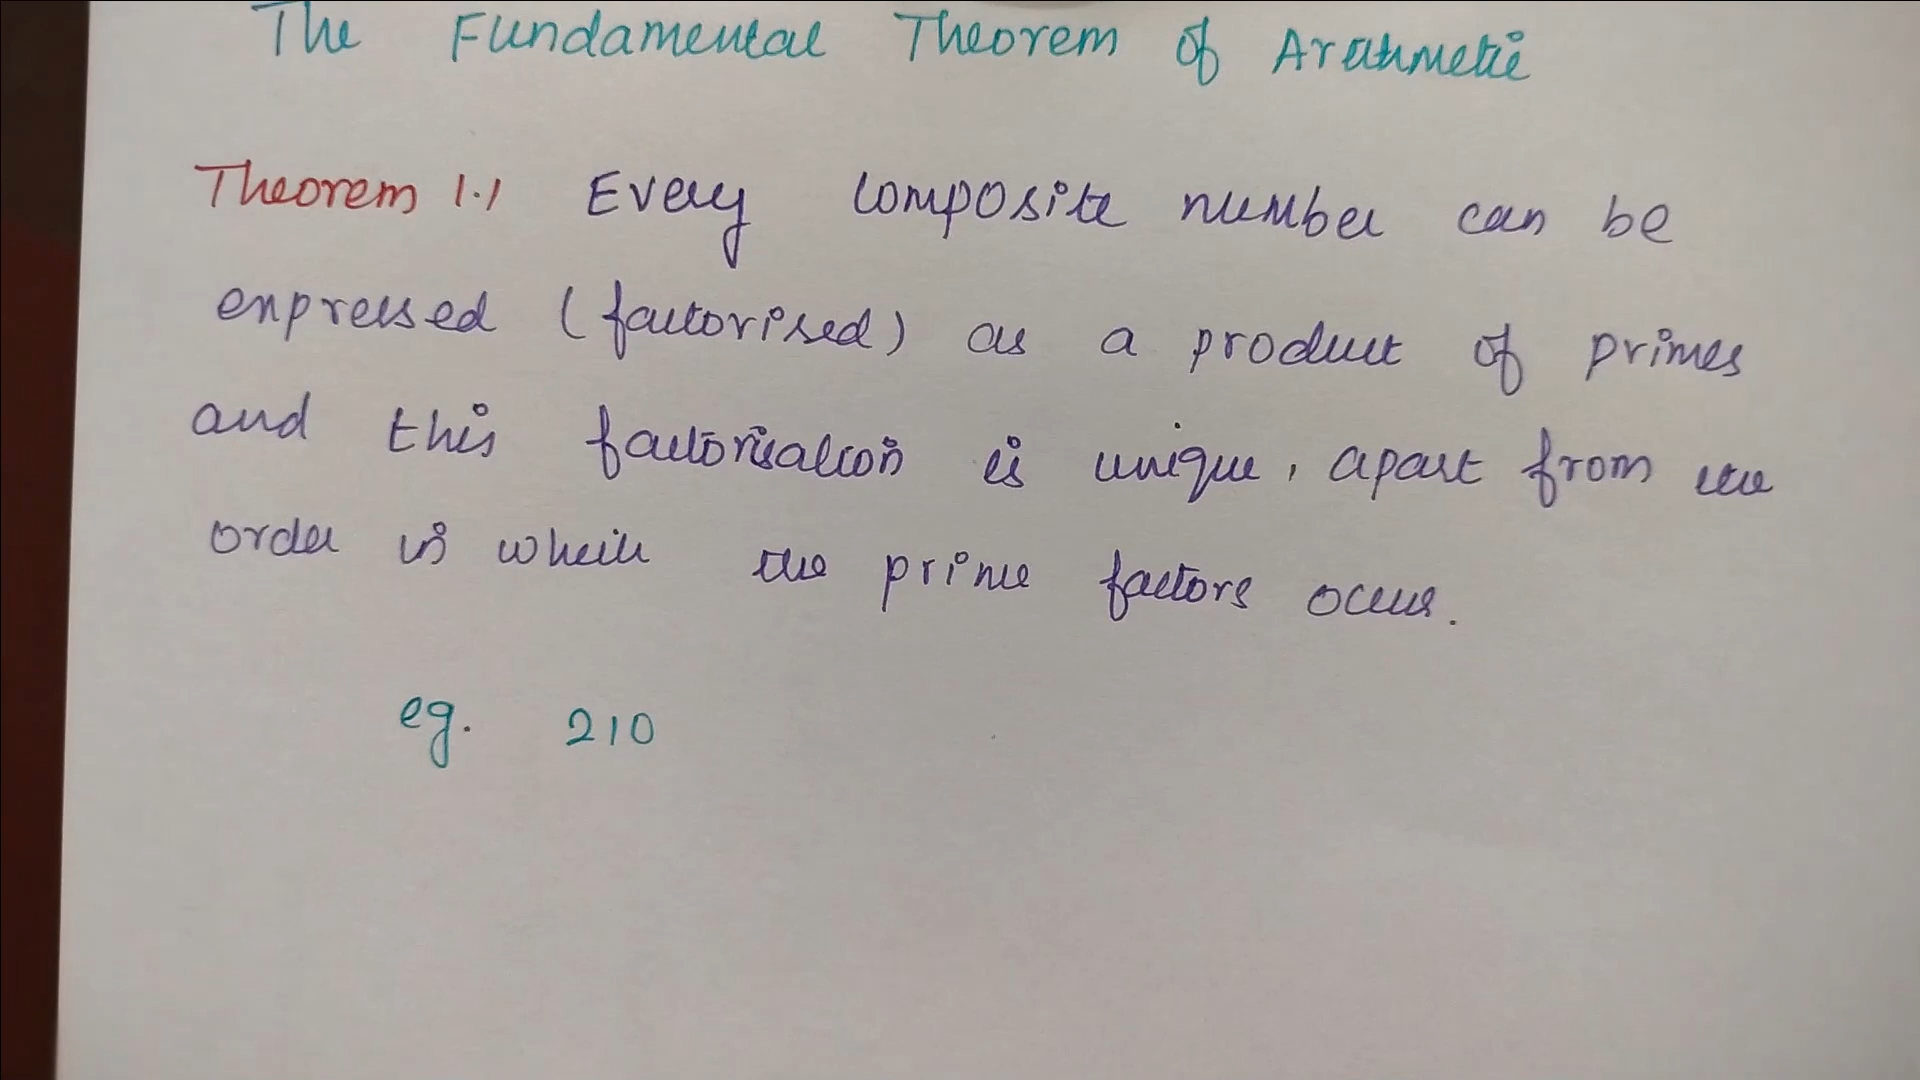 The Fundamental Theorem of Arithmetic
Theorem 1.1 Every composite number can be
expressed (factorised) as a product of primes
and this factorisation is unique, apart from the
order in which the prime factors occur.
eg. 210